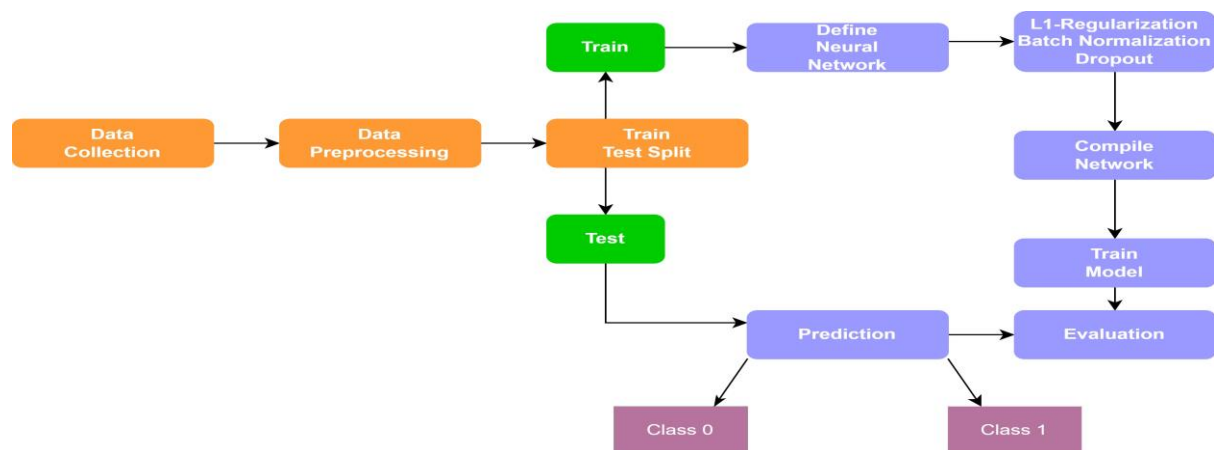 Train
Define
Neural
Network
L1-Regularization
Batch Normalization
Dropout
Data
Collection
Data
Preprocessing
Train
Test Split
Compile
Network
Test
Train
Model
Prediction
Evaluation
Class 0
Class 1